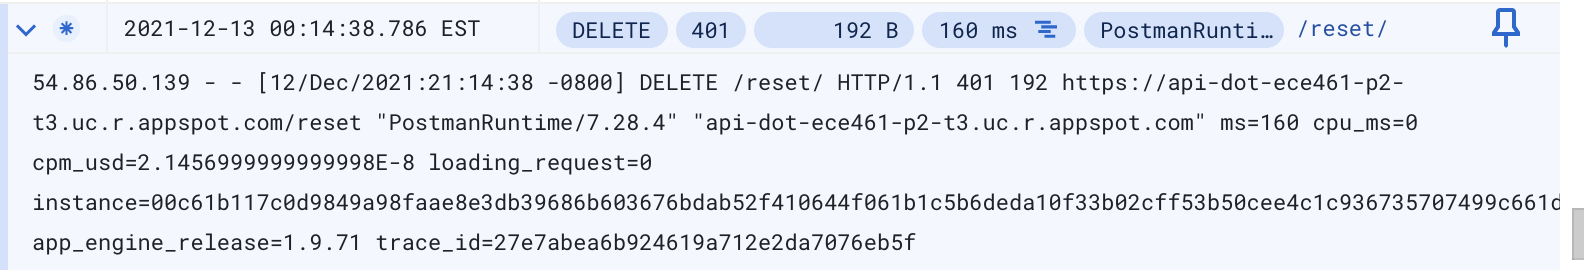 2021-12-13 00:14:38.786 EST DELETE 401 192 B 160 ms PostmanRunti… /reset/
54.86.50.139 - - [12/Dec/2021:21:14:38 -0800] DELETE /reset/ HTTP/1.1 401 192 https://api-dot-ece461-p2-
t3.uc.r.appspot.com/reset "PostmanRuntime/7.28.4" "api-dot-ece461-p2-t3.uc.r.appspot.com" ms=160 cpu_ms=0
cpm_usd=2.1456999999999998E-8 loading_request=0
instance=00c61b117c0d9849a98faae8e3db39686b603676bdab52f410644f061b1c5b6deda10f33b02cff53b50cee4c1c936735707499c661d
app_engine_release=1.9.71 trace_id=27e7abea6b924619a712e2da7076eb5f